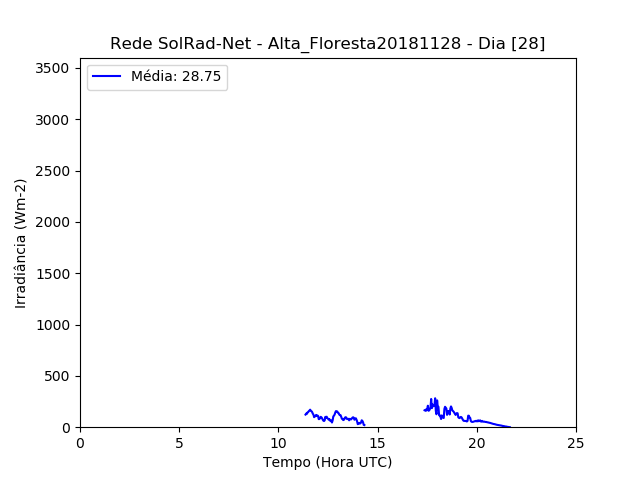 Rede SolRad-Net - Alta_Floresta20181128 - Dia [28]
Média: 28.75
3500
3000
2500
2000
1500
1000
500
0
Irradiância (Wm-2)
0 5 10 15 20 25
Tempo (Hora UTC)